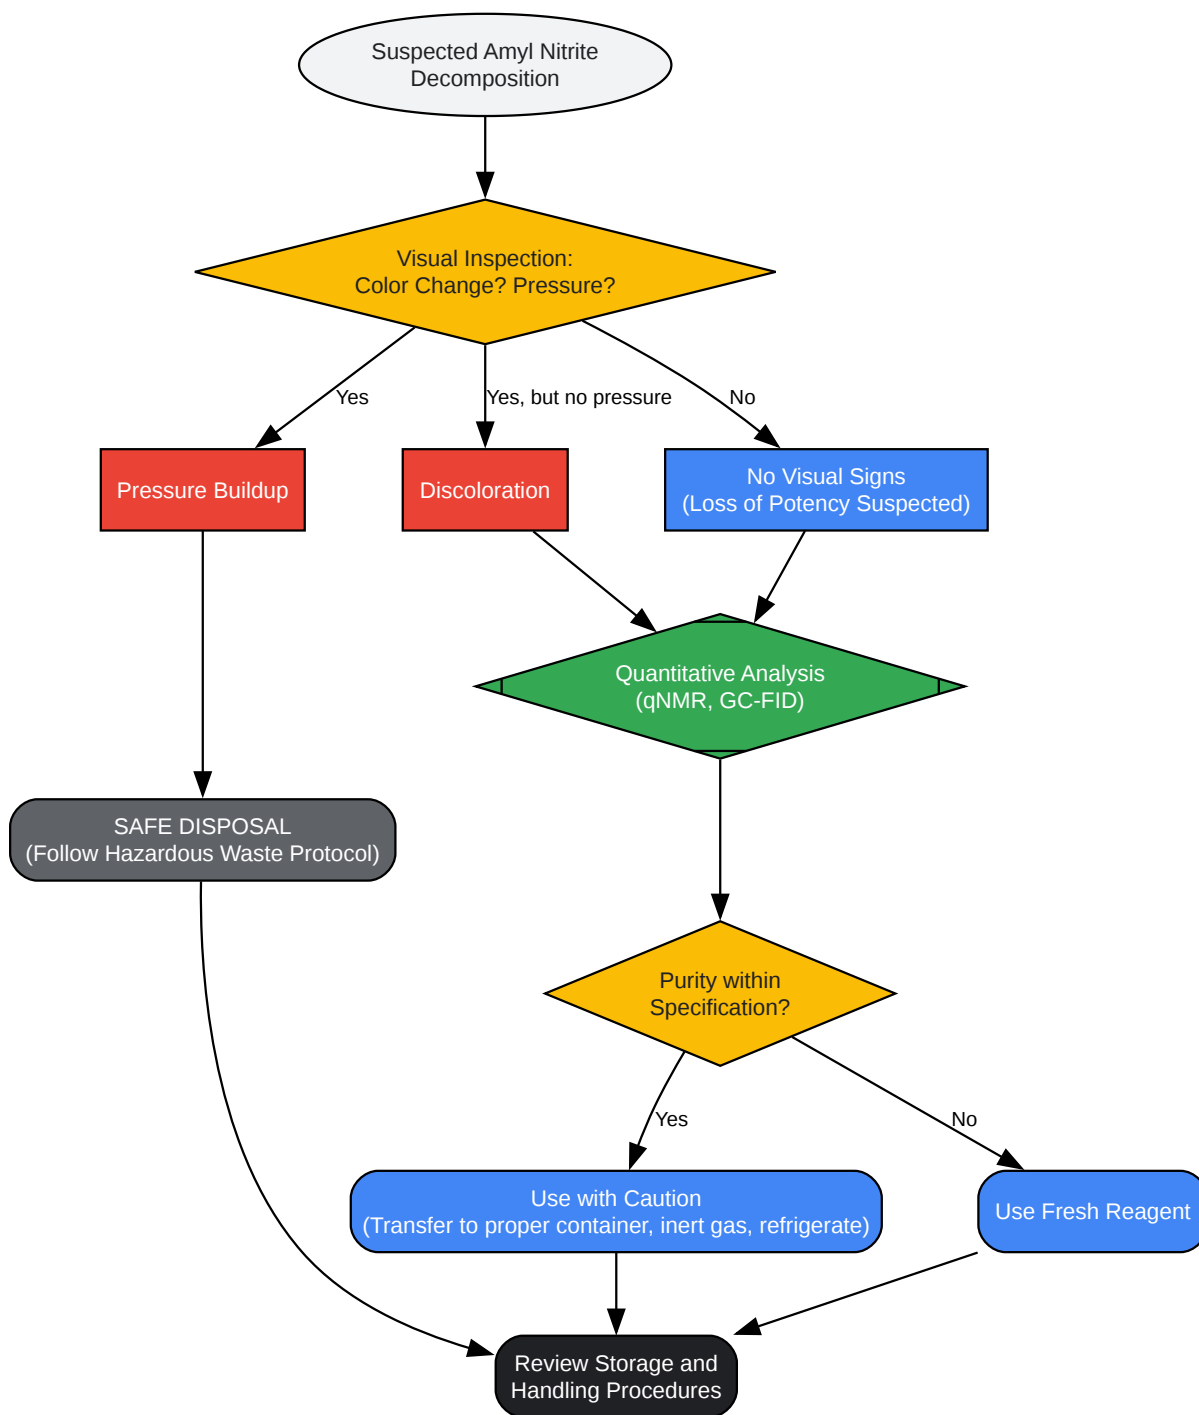 Suspected Amyl Nitrite
Decomposition
Visual Inspection:
Color Change? Pressure?
Yes
Yes, but no pressure
No
Pressure Buildup
Discoloration
No Visual Signs
(Loss of Potency Suspected)
Quantitative Analysis
(qNMR, GC-FID)
SAFE DISPOSAL
(Follow Hazardous Waste Protocol)
Purity within
Specification?
Yes
No
Use with Caution
(Transfer to proper container, inert gas, refrigerate)
Use Fresh Reagent
Review Storage and
Handling Procedures